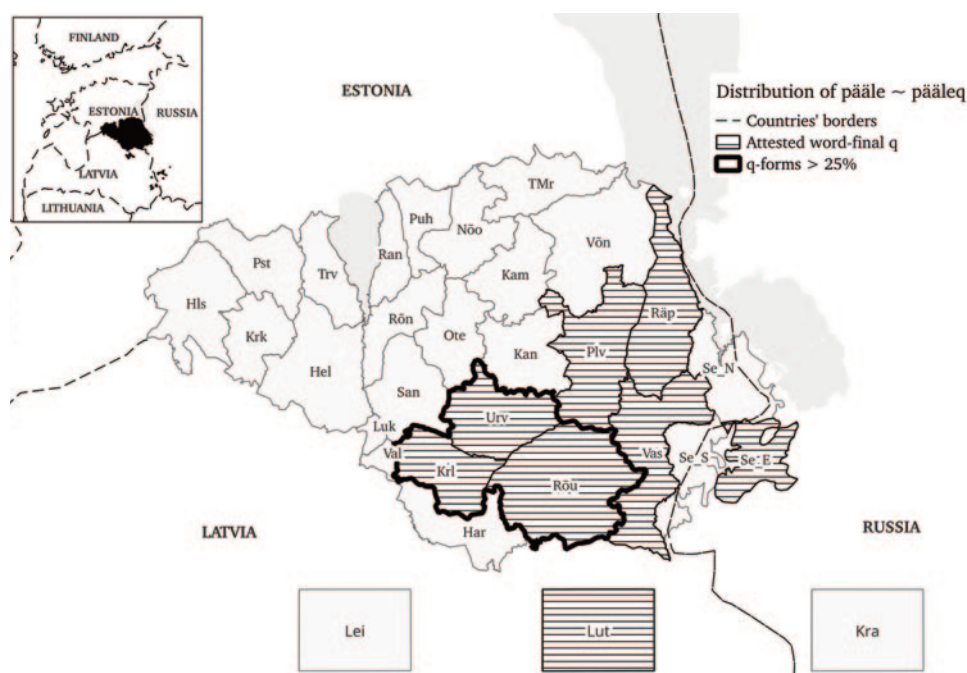 FINLAND
ESTONIA
RUSSIA
LATVIA
LITHUANIA
ESTONIA
Distribution of pääle ~ pääleq
Countries' borders
Attested word-final q
q-forms > 25%
TMr
Puh
Nõo
Võn
Pst
Trv
Ran
Kam
Hls
Rõn
Räp
Krk
Ote
Kan
Plv
Hel
Se_N
San
Urv
Luk
Val
Krl
Vas
Se_S
Se_E
Rõu
Har
LATVIA
RUSSIA
Lei
Lut
Kra